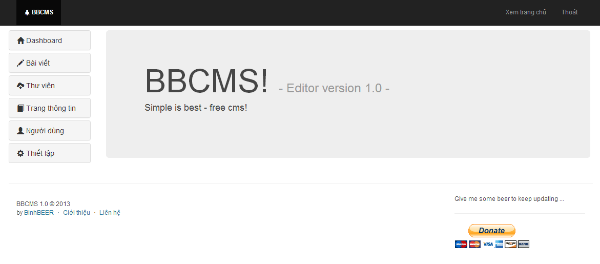 BBCMS Xem trang chủ Thoát
Dashboard
Bài viết
Thư viện
Trang thông tin
Người dùng
Thiết lập
BBCMS! - Editor version 1.0 -
Simple is best - free cms!
BBCMS 1.0 © 2013
by BinhBEER · Giới thiệu · Liên hệ
Give me some beer to keep updating ...
Donate
VISA